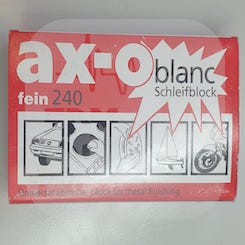 ax-o blanc
Schleifblock
fein 240
Universal abrasive block for metal finishing